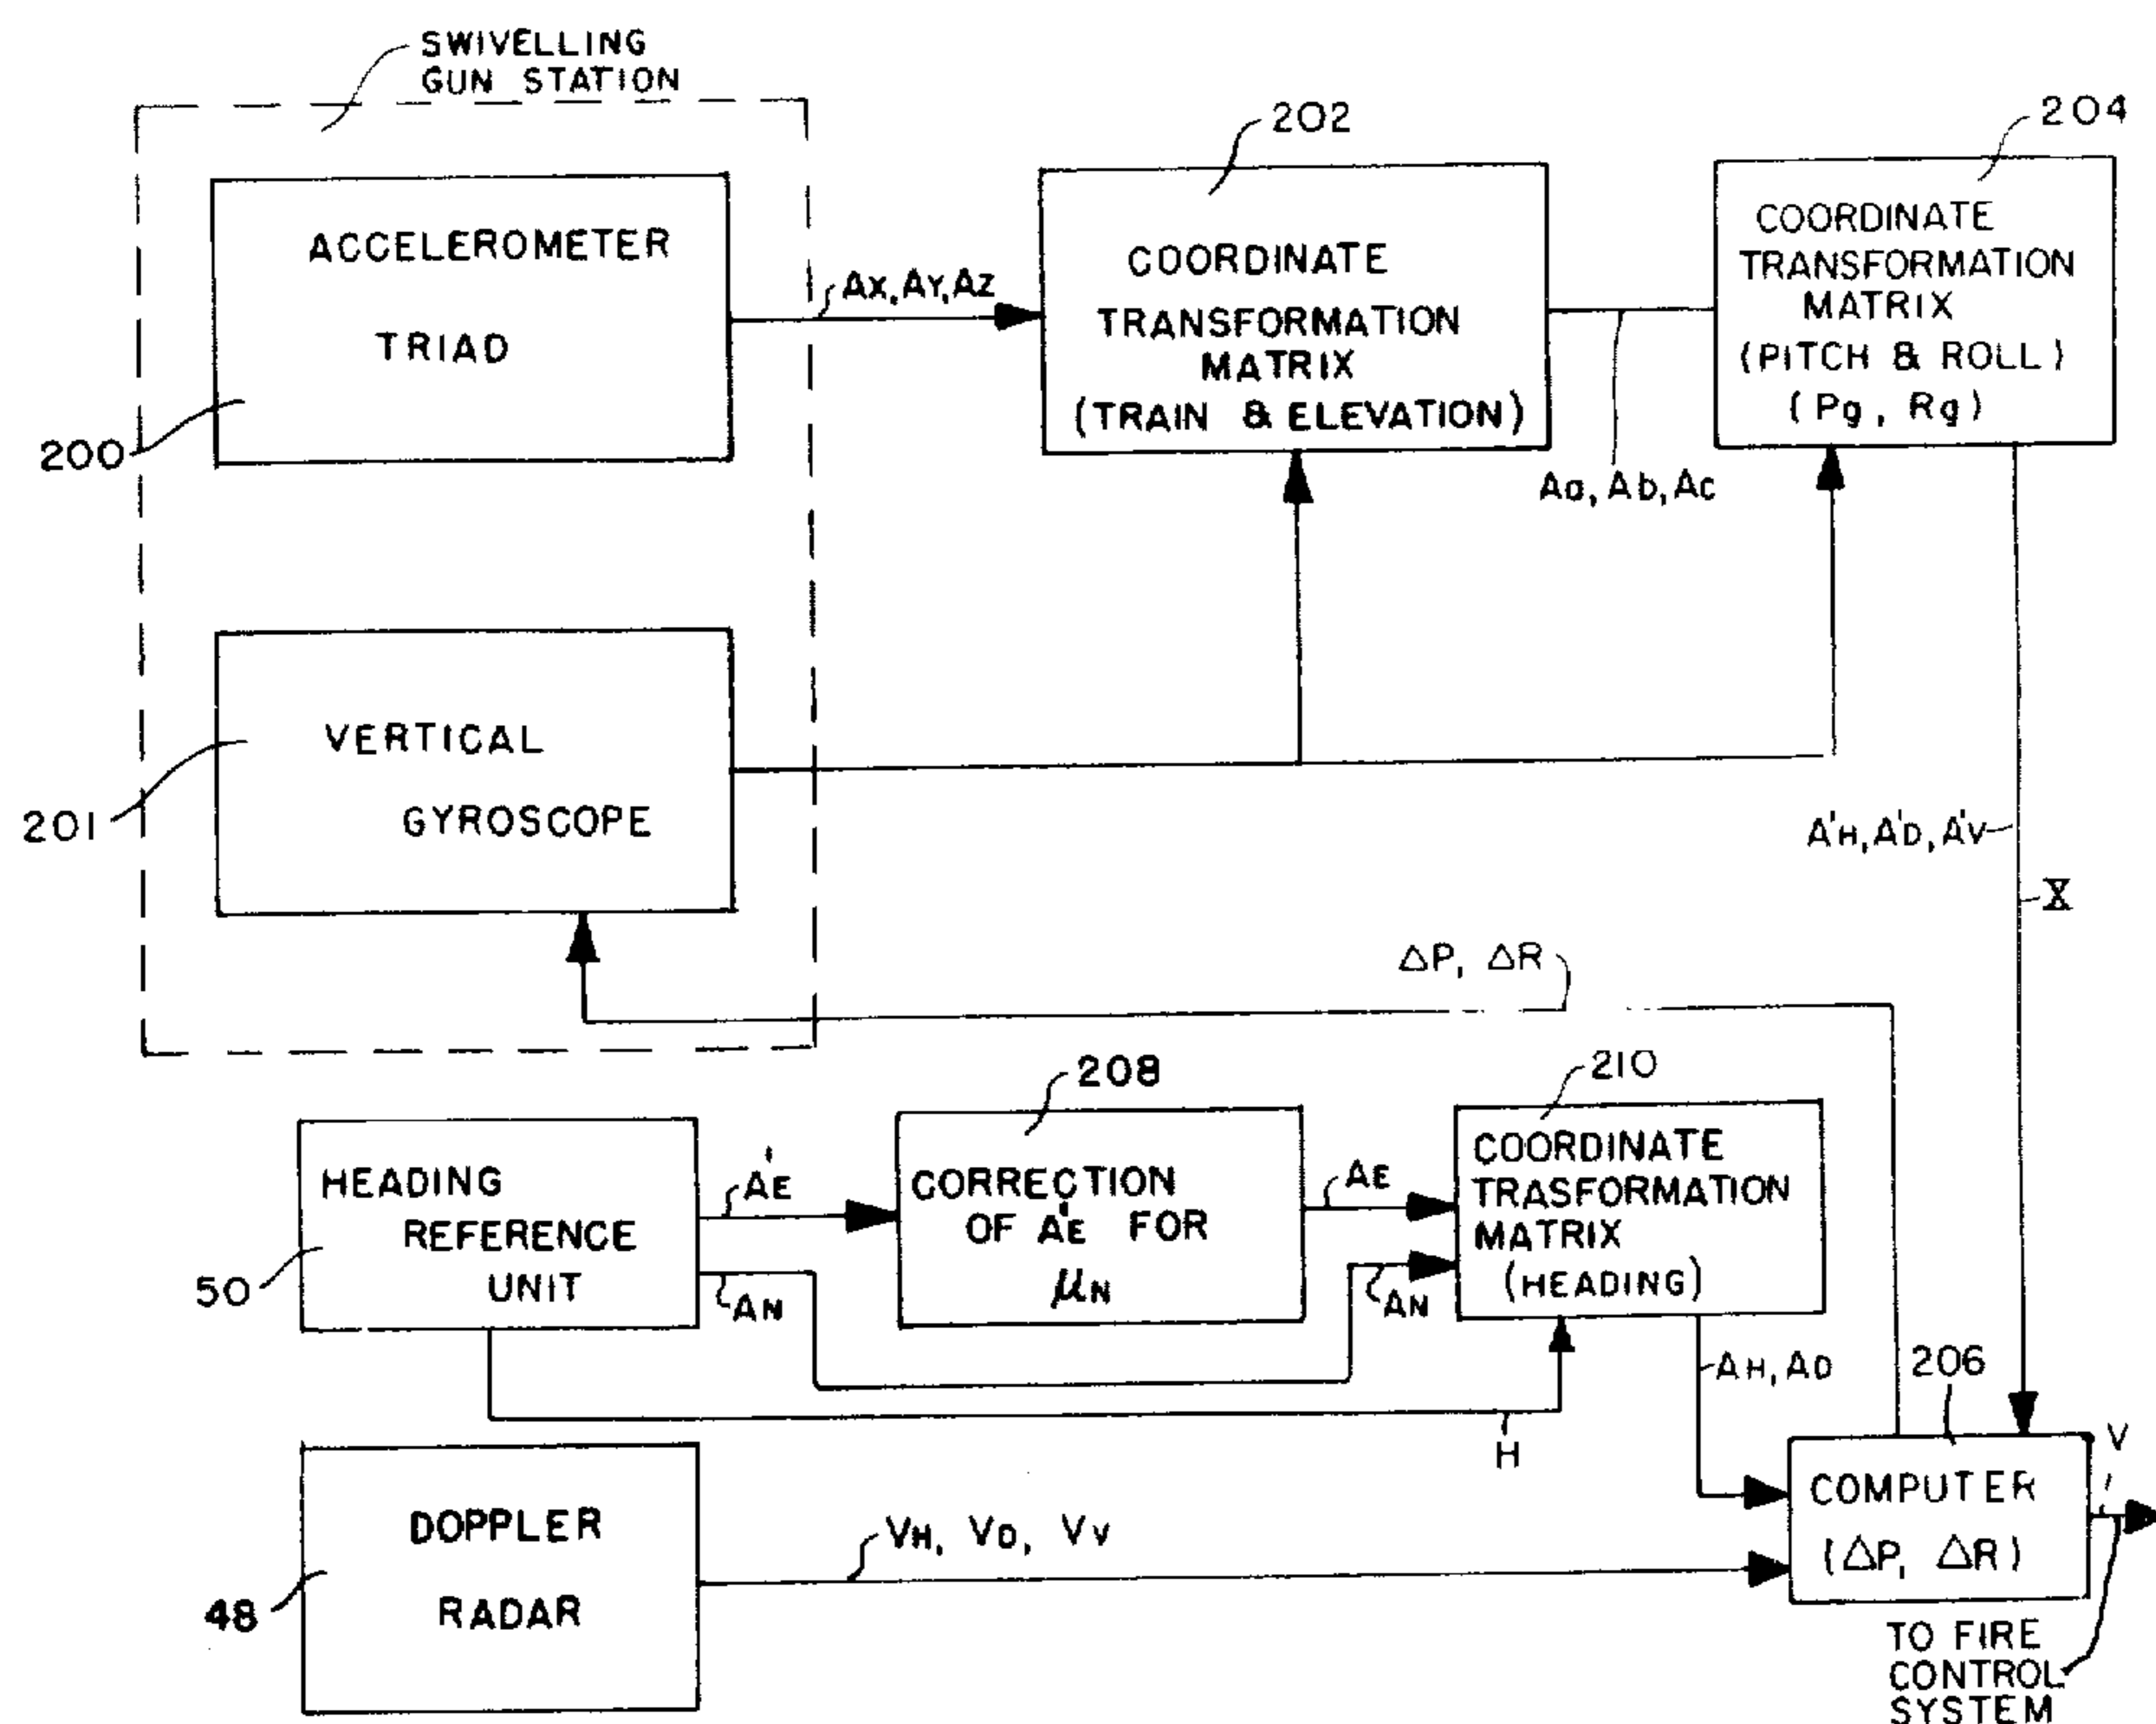 SWIVELLING
GUN STATION
202
204
ACCELEROMETER
TRIAD
200
AX, AY, AZ
COORDINATE
TRANSFORMATION
MATRIX
(TRAIN & ELEVATION)
COORDINATE
TRANSFORMATION
MATRIX
(PITCH & ROLL)
(Pg, Rg)
Aa, Ab, Ac
VERTICAL
GYROSCOPE
201
A'H, A'D, A'V
X
ΔP, ΔR
208
210
HEADING
REFERENCE
UNIT
50
A'E
AN
CORRECTION
OF A'E FOR
μN
AE
AN
COORDINATE
TRASFORMATION
MATRIX
(HEADING)
AH, AD
206
H
V
DOPPLER
RADAR
48
VH, VD, VV
COMPUTER
(ΔP, ΔR)
TO FIRE
CONTROL
SYSTEM